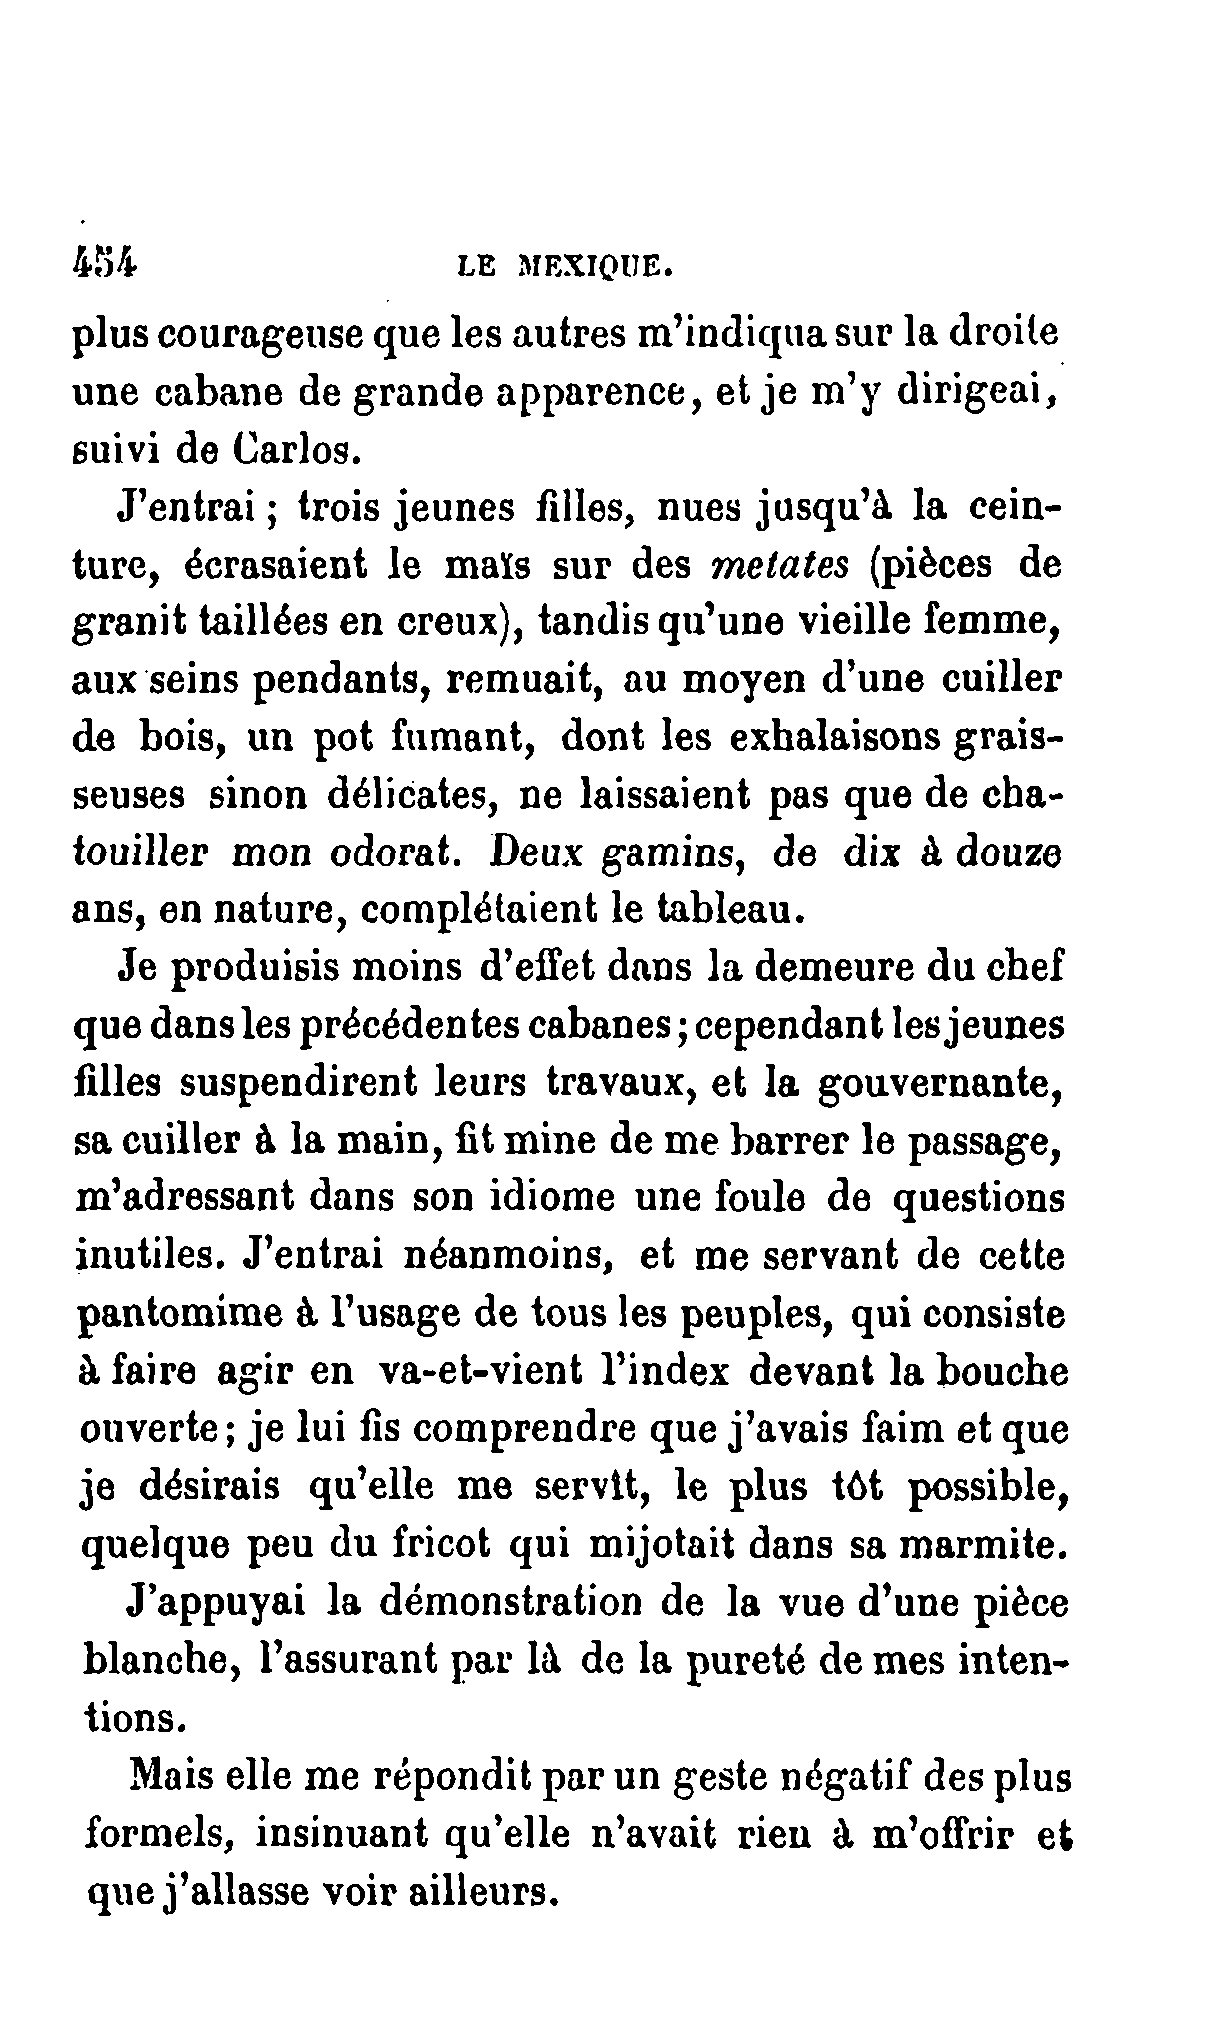 454 LE MEXIQUE.
plus courageuse que les autres m'indiqua sur la droite
une cabane de grande apparence, et je m'y dirigeai,
suivi de Carlos.
J'entrai ; trois jeunes filles, nues jusqu'à la cein-
ture, écrasaient le maïs sur des metates (pièces de
granit taillées en creux), tandis qu'une vieille femme,
aux seins pendants, remuait, au moyen d'une cuiller
de bois, un pot fumant, dont les exhalaisons grais-
seuses sinon délicates, ne laissaient pas que de cha-
touiller mon odorat. Deux gamins, de dix à douze
ans, en nature, complétaient le tableau.
Je produisis moins d'effet dans la demeure du chef
que dans les précédentes cabanes ; cependant les jeunes
filles suspendirent leurs travaux, et la gouvernante,
sa cuiller à la main, fit mine de me barrer le passage,
m'adressant dans son idiome une foule de questions
inutiles. J'entrai néanmoins, et me servant de cette
pantomime à l'usage de tous les peuples, qui consiste
à faire agir en va-et-vient l'index devant la bouche
ouverte ; je lui fis comprendre que j'avais faim et que
je désirais qu'elle me servît, le plus tôt possible,
quelque peu du fricot qui mijotait dans sa marmite.
J'appuyai la démonstration de la vue d'une pièce
blanche, l'assurant par là de la pureté de mes inten-
tions.
Mais elle me répondit par un geste négatif des plus
formels, insinuant qu'elle n'avait rien à m'offrir et
que j'allasse voir ailleurs.